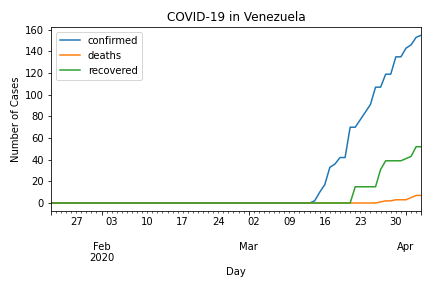 COVID-19 in Venezuela
confirmed
deaths
recovered
160
140
120
100
80
60
40
20
0
Number of Cases
27 03 10 17 24 02 09 16 23 30
Feb Mar Apr
2020
Day